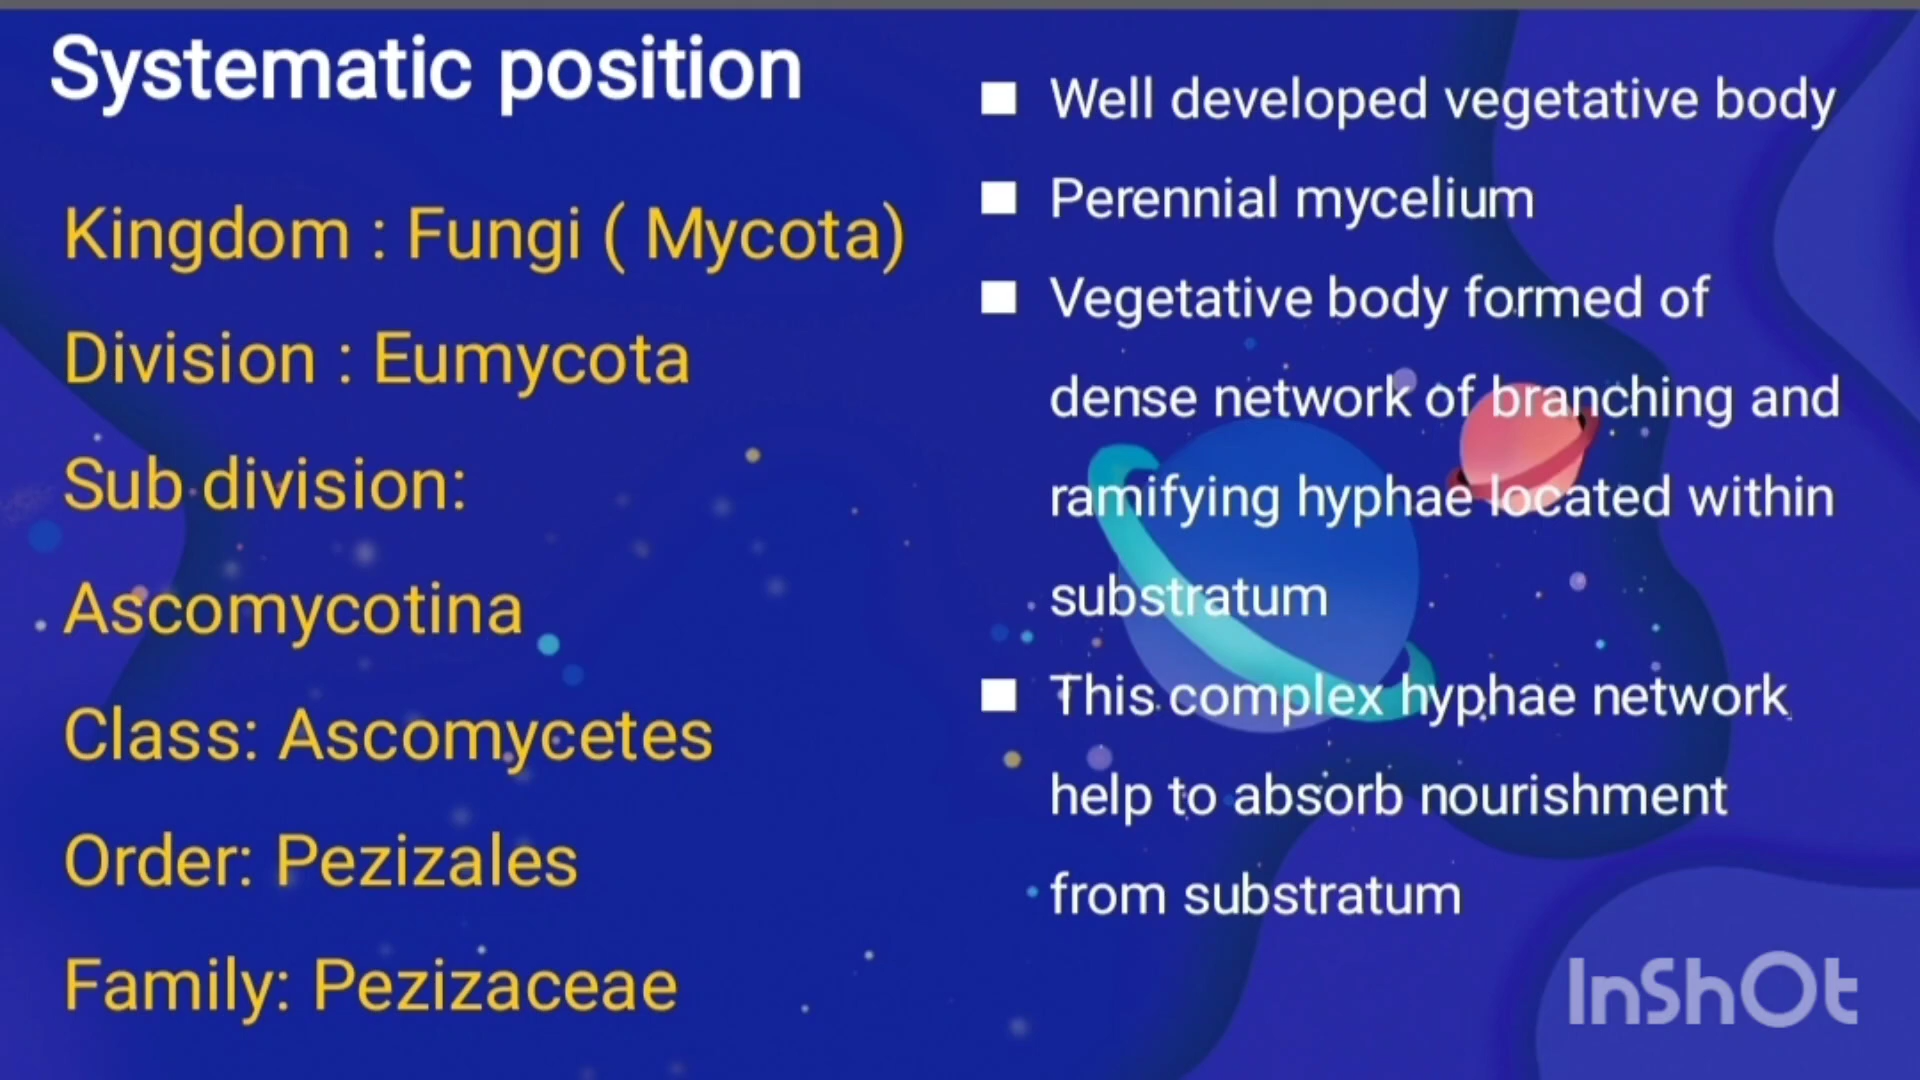 Systematic position
Kingdom : Fungi ( Mycota)
Division : Eumycota
Sub division:
Ascomycotina
Class: Ascomycetes
Order: Pezizales
Family: Pezizaceae
Well developed vegetative body
Perennial mycelium
Vegetative body formed of
dense network of branching and
ramifying hyphae located within
substratum
This complex hyphae network
help to absorb nourishment
from substratum
InShOt